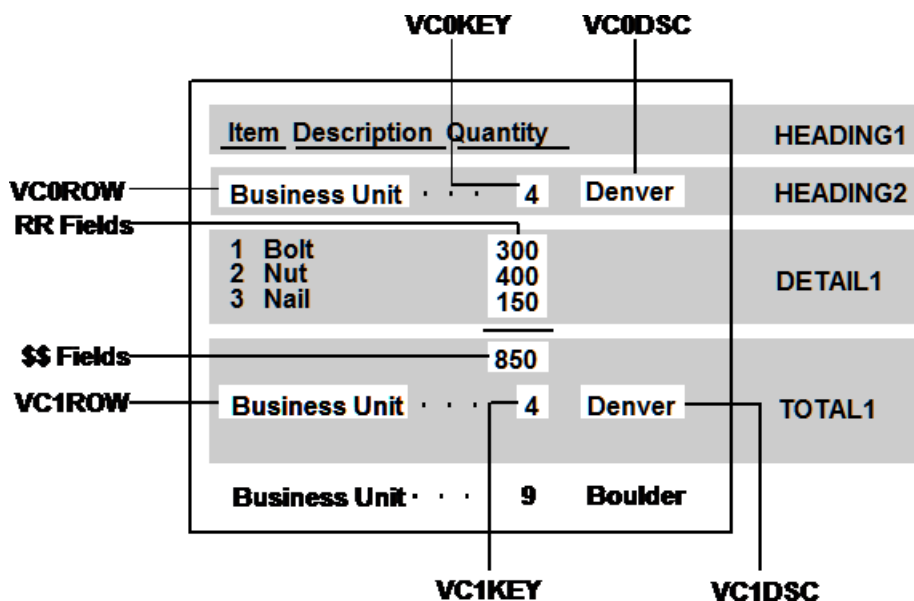 VC0KEY VC0DSC
Item Description Quantity HEADING1
VC0ROW Business Unit · · · 4 Denver HEADING2
RR Fields
1 Bolt 300
2 Nut 400 DETAIL1
3 Nail 150
$$ Fields 850
VC1ROW Business Unit · · · · 4 Denver TOTAL1
Business Unit · · · 9 Boulder
VC1KEY VC1DSC